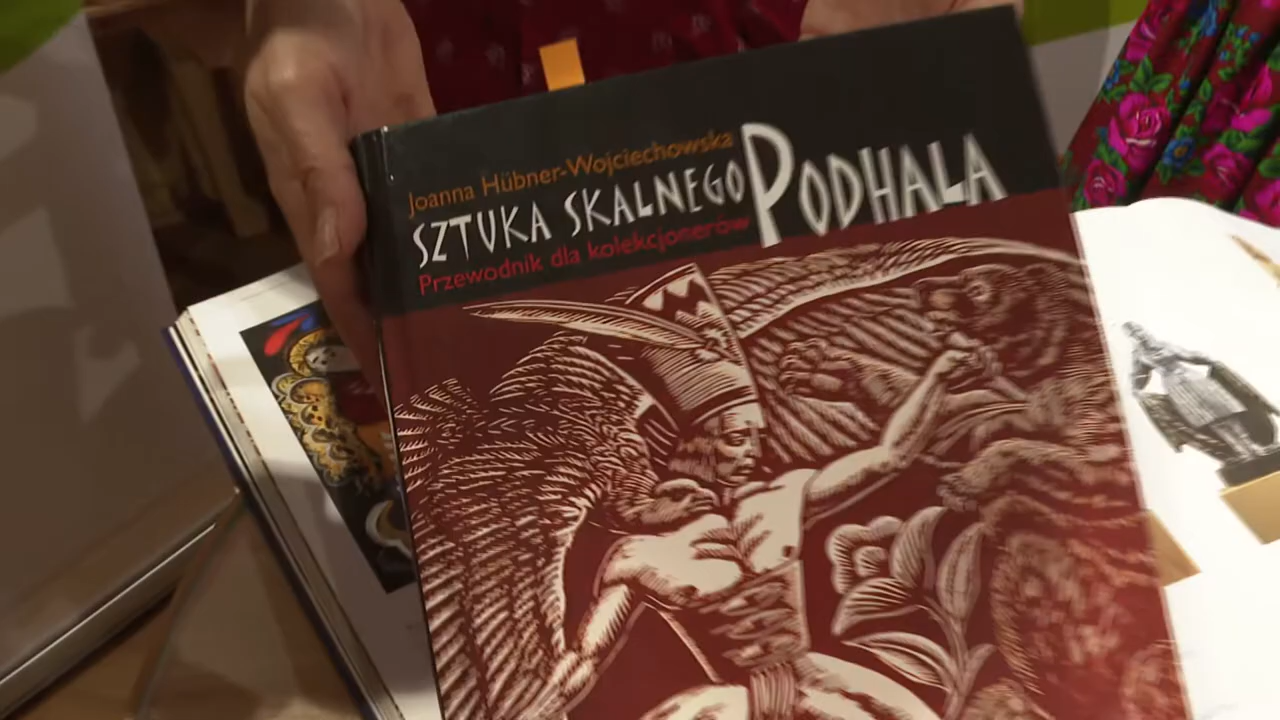 Joanna Hübner-Wojciechowska
SZTUKA SKALNEGO PODHALA
Przewodnik dla kolekcjonerów